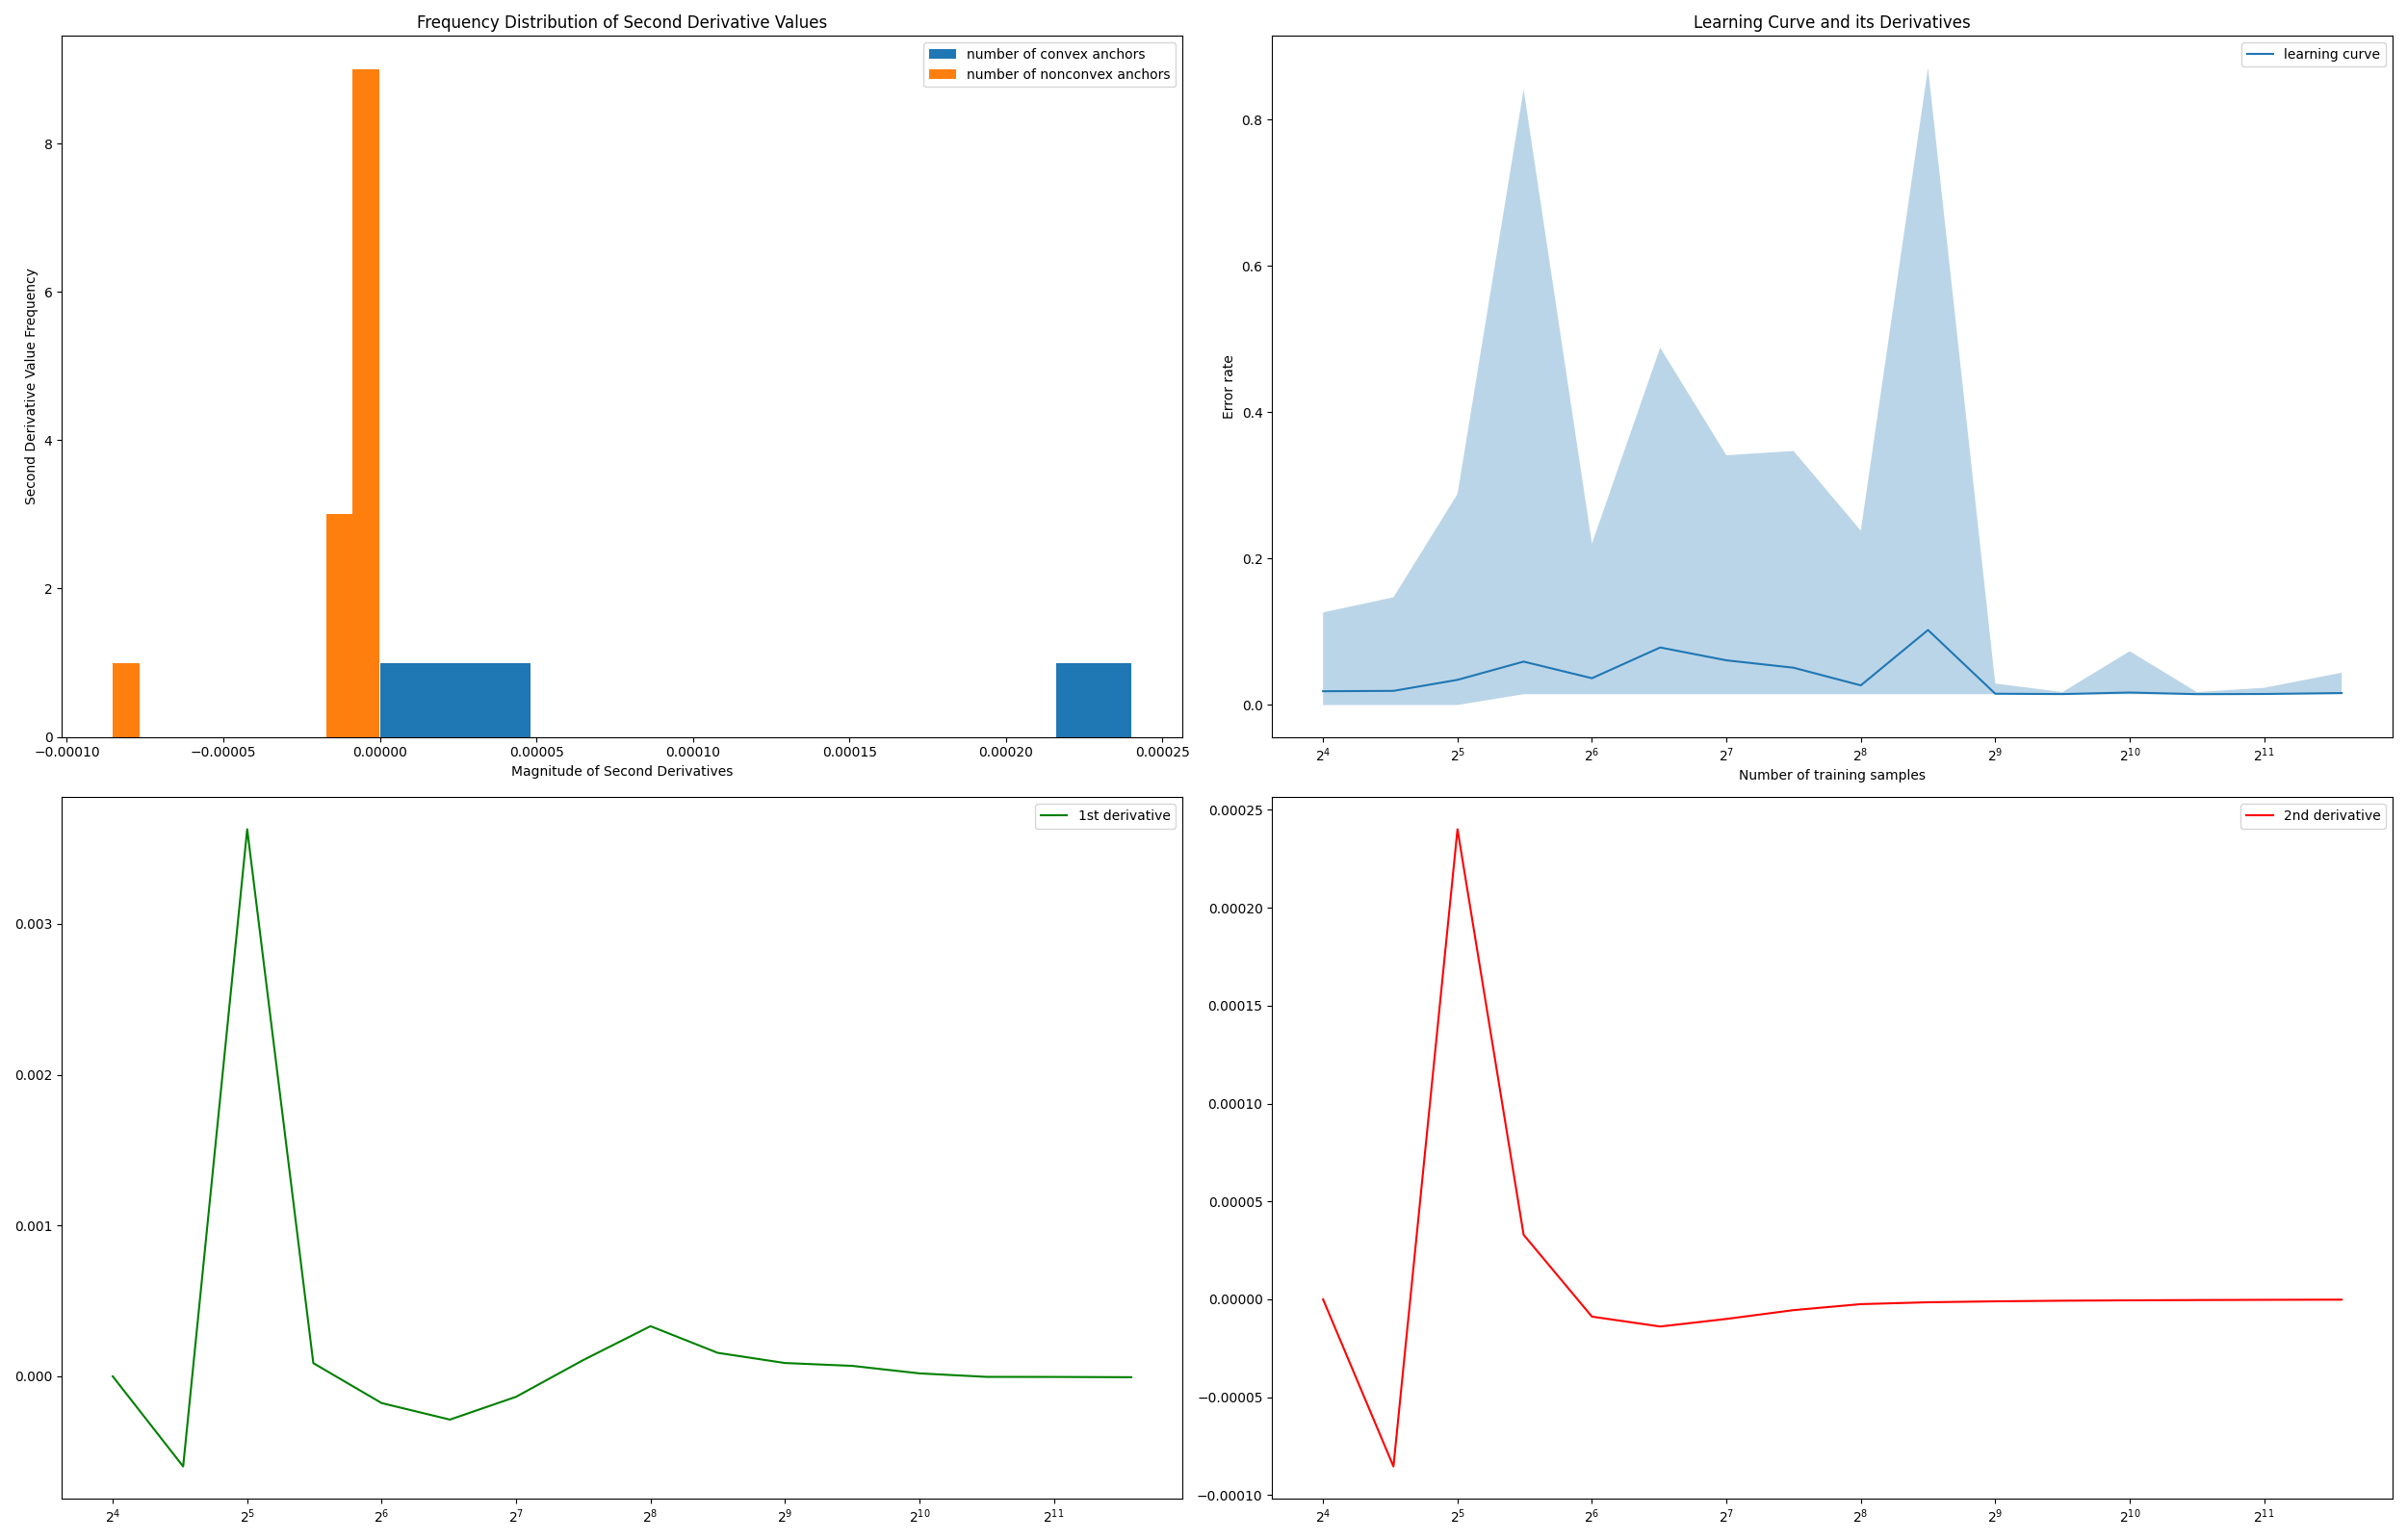 Frequency Distribution of Second Derivative Values
number of convex anchors
number of nonconvex anchors
Second Derivative Value Frequency
8
6
4
2
0
−0.00010 −0.00005 0.00000 0.00005 0.00010 0.00015 0.00020 0.00025
Magnitude of Second Derivatives
Learning Curve and its Derivatives
learning curve
Error rate
0.8
0.6
0.4
0.2
0.0
2⁴ 2⁵ 2⁶ 2⁷ 2⁸ 2⁹ 2¹⁰ 2¹¹
Number of training samples
1st derivative
0.003
0.002
0.001
0.000
2⁴ 2⁵ 2⁶ 2⁷ 2⁸ 2⁹ 2¹⁰ 2¹¹
2nd derivative
0.00025
0.00020
0.00015
0.00010
0.00005
0.00000
−0.00005
−0.00010
2⁴ 2⁵ 2⁶ 2⁷ 2⁸ 2⁹ 2¹⁰ 2¹¹